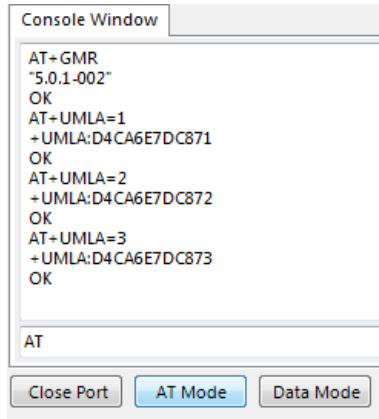 Console Window
AT+GMR
"5.0.1-002"
OK
AT+UMLA=1
+UMLA:D4CA6E7DC871
OK
AT+UMLA=2
+UMLA:D4CA6E7DC872
OK
AT+UMLA=3
+UMLA:D4CA6E7DC873
OK
AT
Close Port AT Mode Data Mode